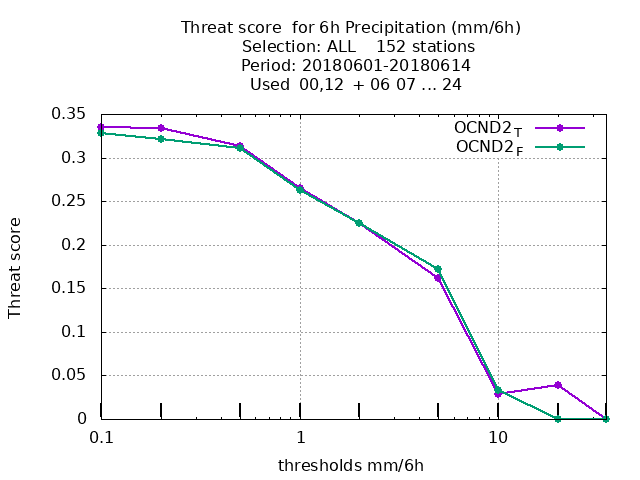 Threat score  for 6h Precipitation (mm/6h)
Selection: ALL    152 stations
Period: 20180601-20180614
Used  00,12  + 06 07 ... 24
OCND2T
OCND2F
0.35
0.3
0.25
0.2
0.15
0.1
0.05
0
Threat score
0.1
1
10
thresholds mm/6h